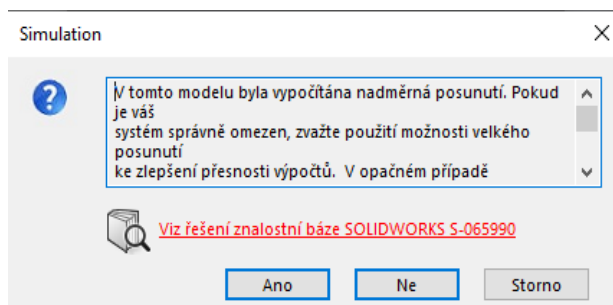 Simulation
V tomto modelu byla vypočítána nadměrná posunutí. Pokud
je váš
systém správně omezen, zvažte použití možnosti velkého
posunutí
ke zlepšení přesnosti výpočtů.  V opačném případě
Viz řešení znalostní báze SOLIDWORKS S-065990
Ano Ne Storno